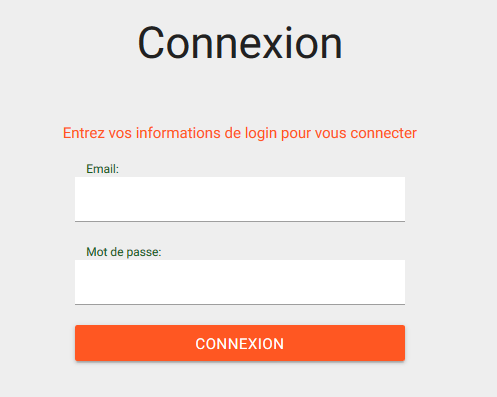 Connexion
Entrez vos informations de login pour vous connecter
Email:
Mot de passe:
CONNEXION